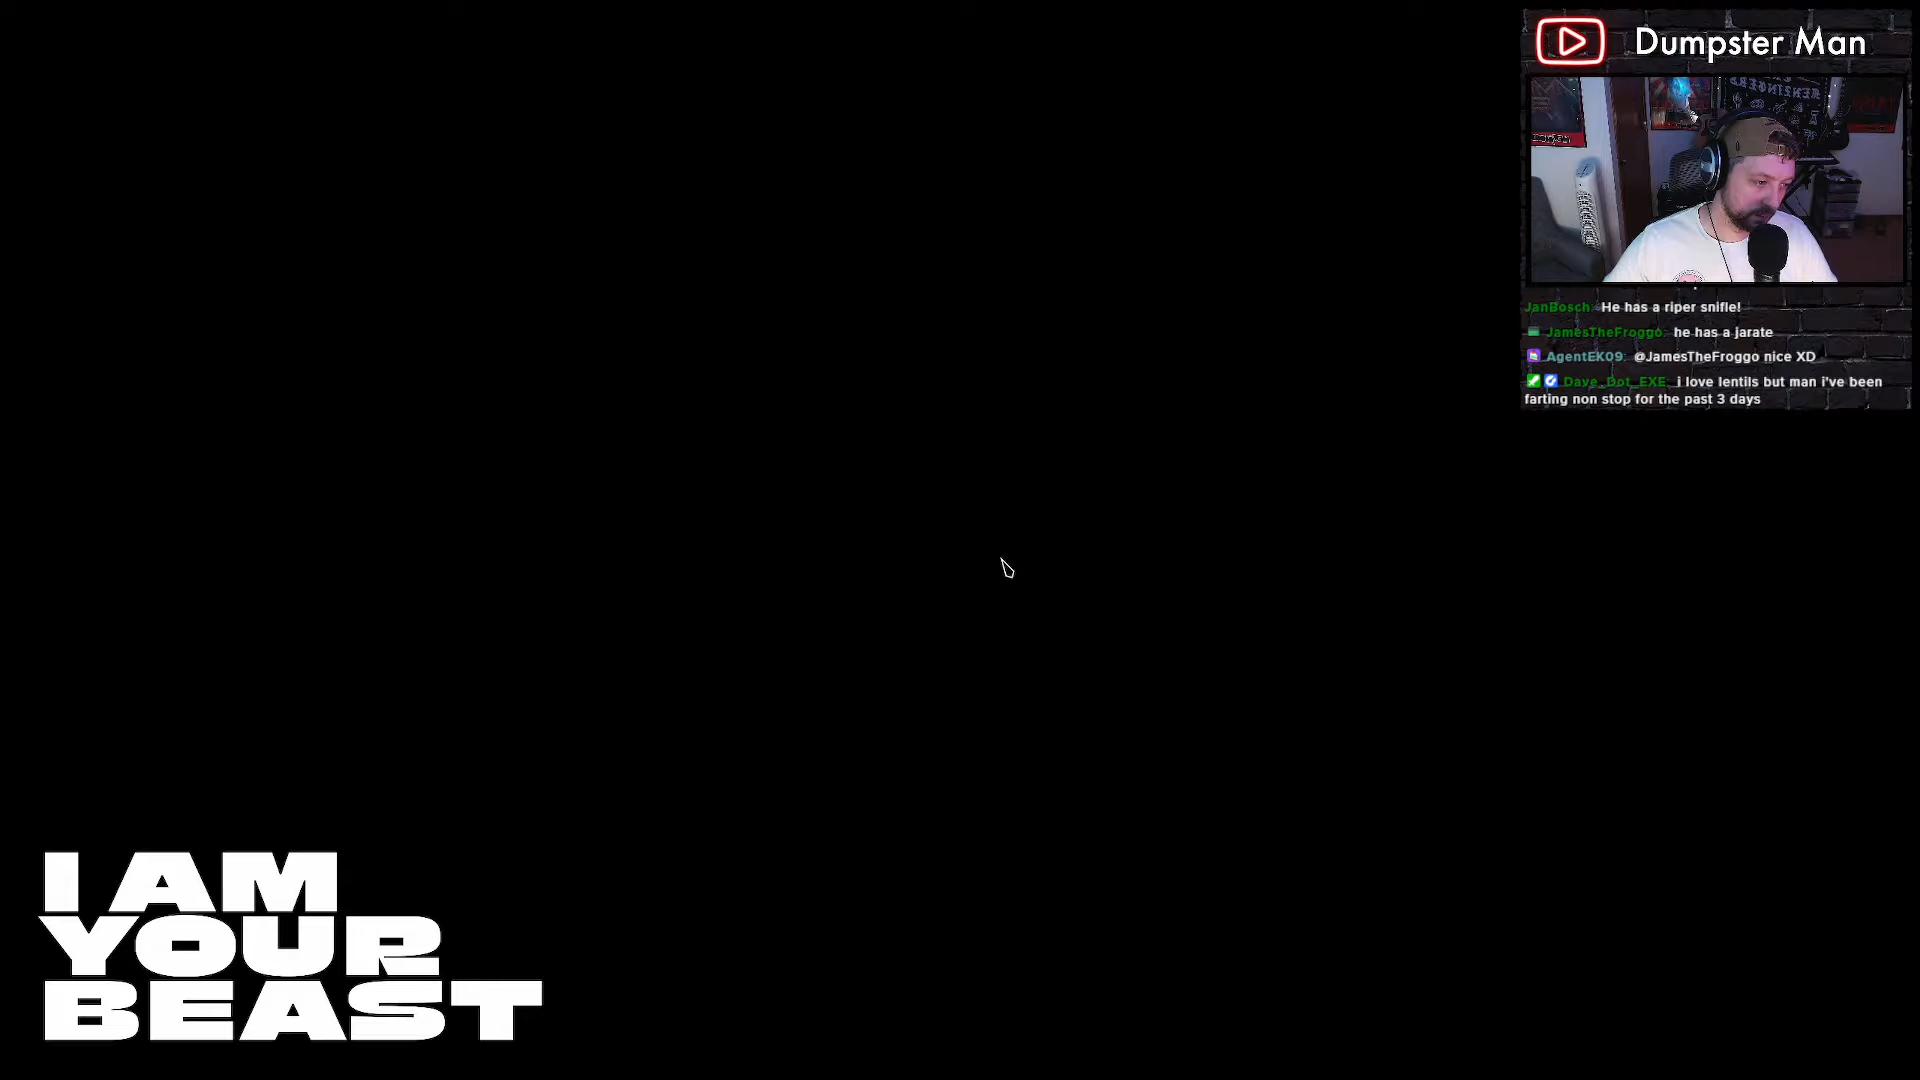 Dumpster Man
JanBosch: He has a riper snifle!
JamesTheFroggo: he has a jarate
AgentEK09: @JamesTheFroggo nice XD
Dave_Dot_EXE: i love lentils but man i've been
farting non stop for the past 3 days
I AM
YOUR
BEAST